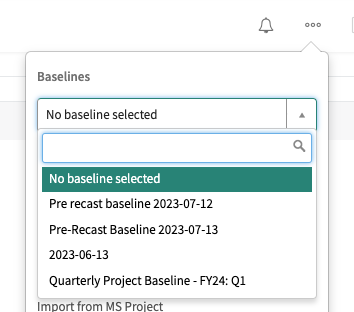 Baselines
No baseline selected
No baseline selected
Pre recast baseline 2023-07-12
Pre-Recast Baseline 2023-07-13
2023-06-13
Quarterly Project Baseline - FY24: Q1
Import from MS Project